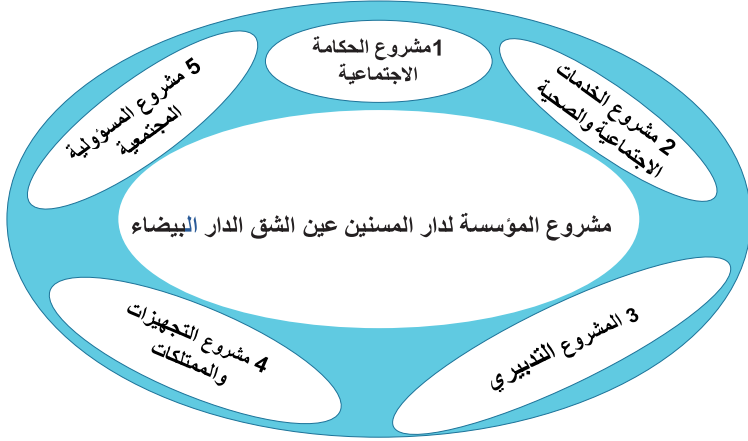 1مشروع الحكامة
الاجتماعية
2 مشروع الخدمات
الاجتماعية والصحية
3 المشروع التدبيري
4 مشروع التجهيزات
والممتلكات
5 مشروع المسؤولية
المجتمعية
مشروع المؤسسة لدار المسنين عين الشق الدار البيضاء